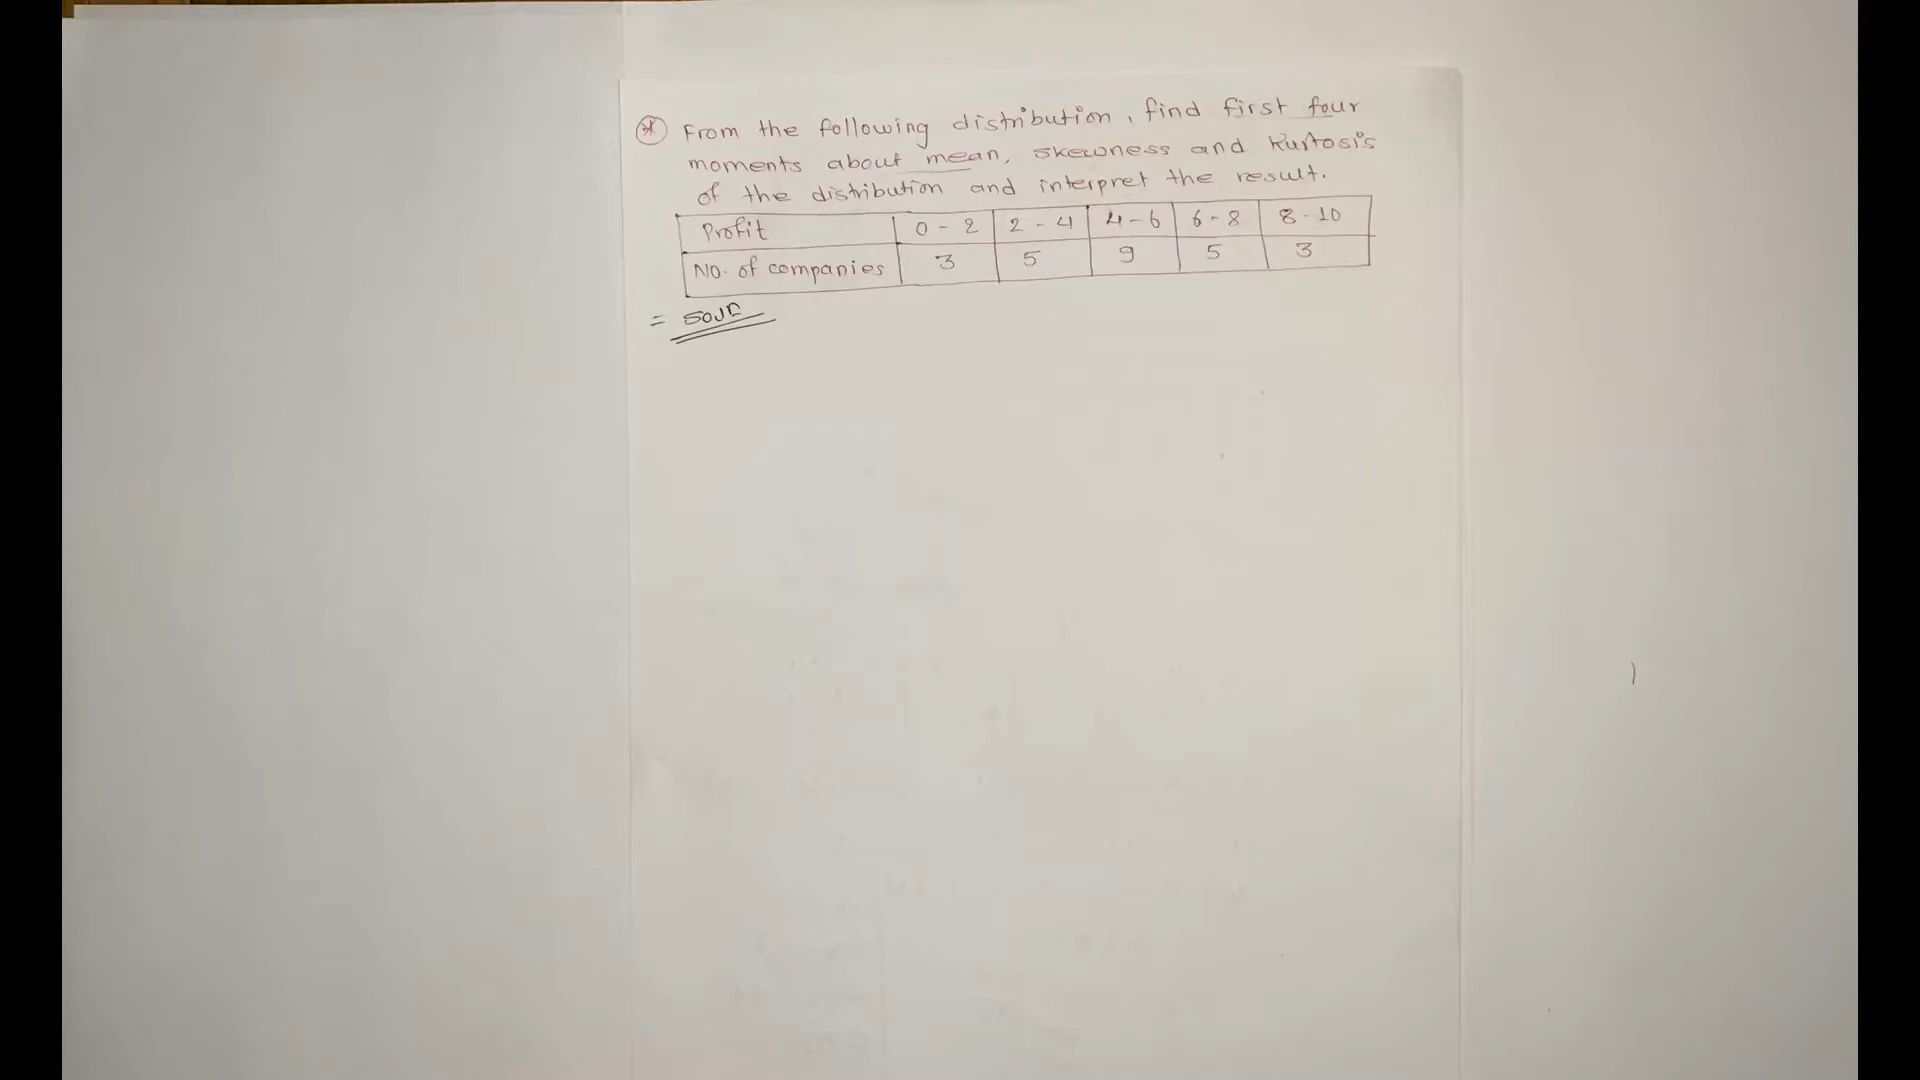 * From the following distribution, find first four
moments about mean, skewness and Kurtosis
of the distribution and interpret the result.
Profit 0 - 2 2 - 4 4 - 6 6 - 8 8 - 10
No. of companies 3 5 9 5 3
=